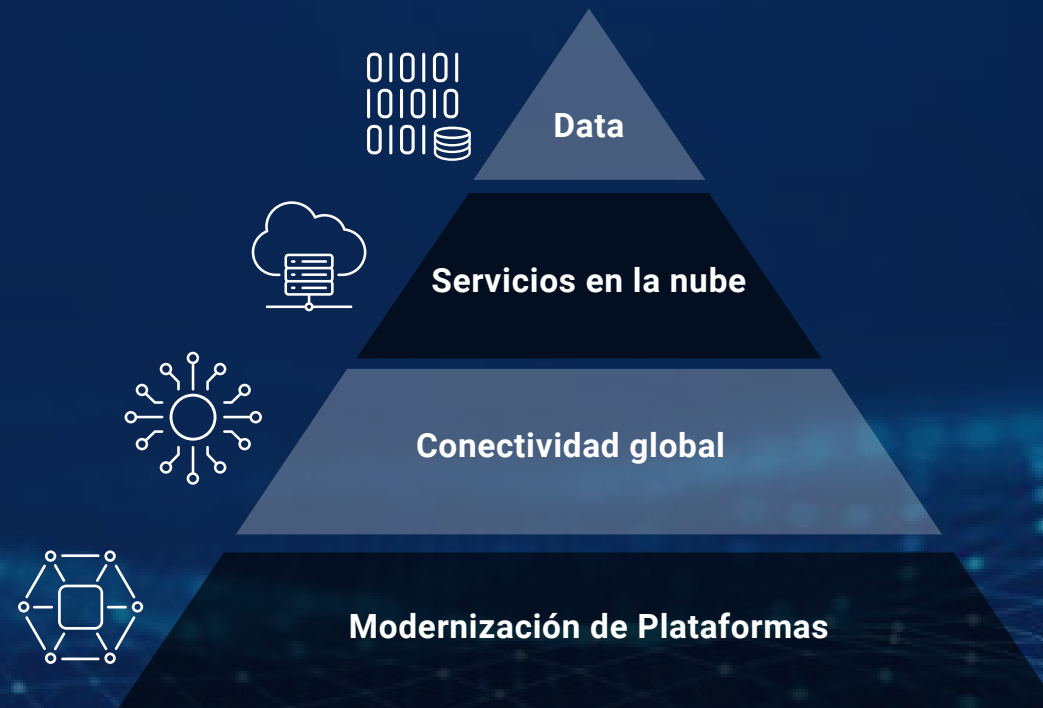 010101
101010
0101
Data
Servicios en la nube
Conectividad global
Modernización de Plataformas